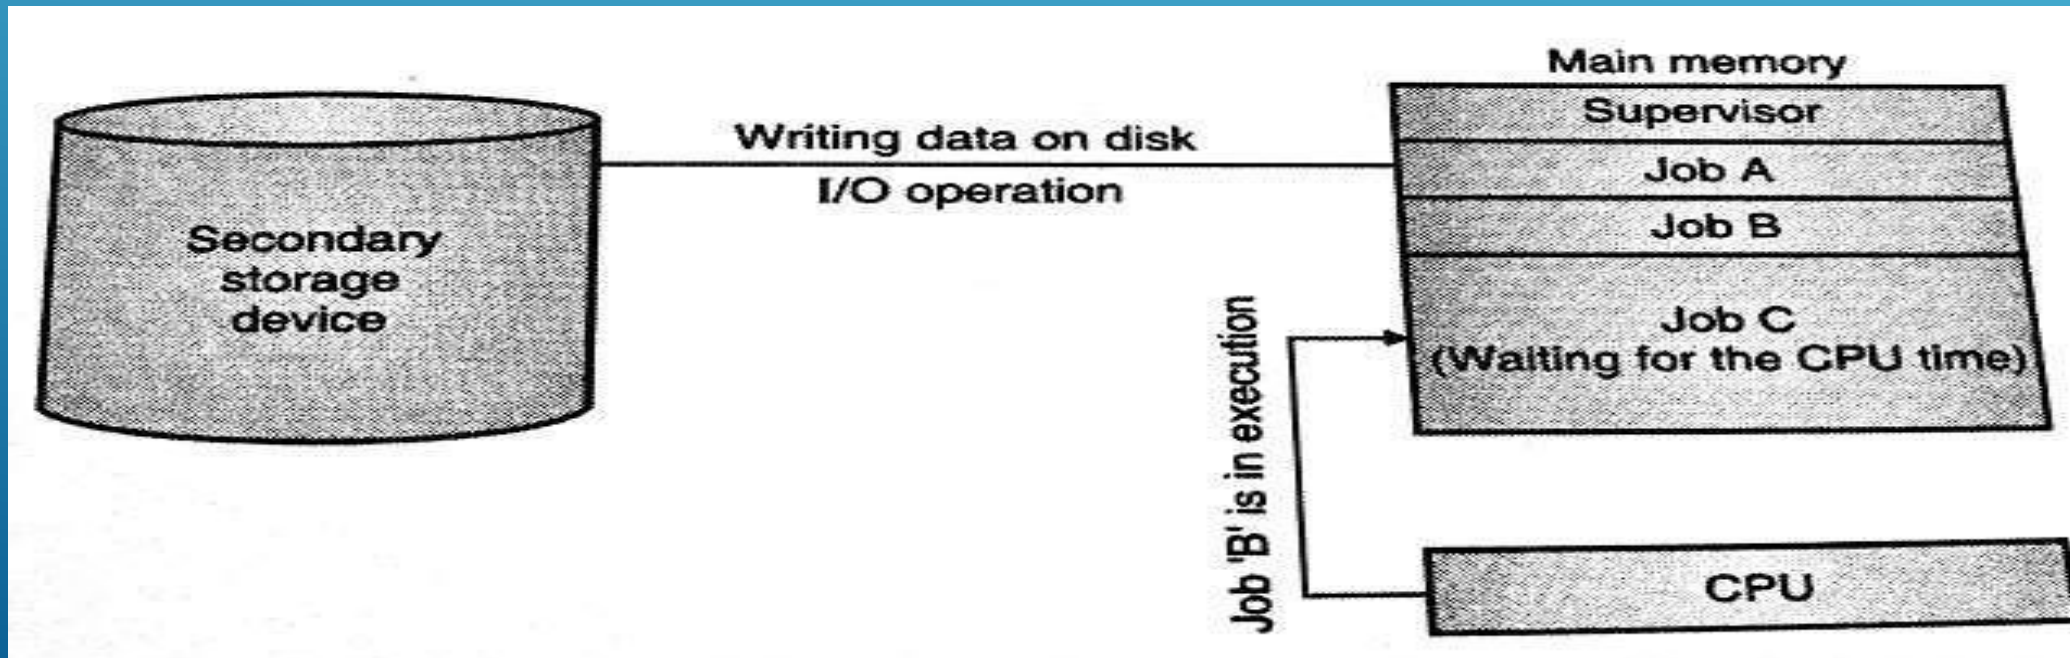 Secondary
storage
device
Writing data on disk
I/O operation
Main memory
Supervisor
Job A
Job B
Job C
(Waiting for the CPU time)
Job 'B' is in execution
CPU